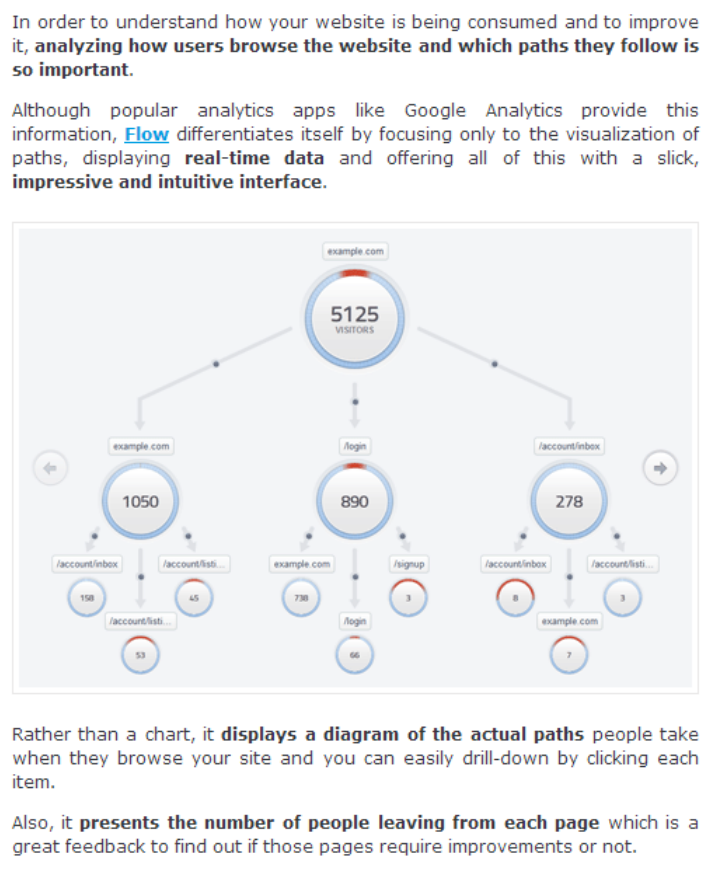 In order to understand how your website is being consumed and to improve
it, analyzing how users browse the website and which paths they follow is
so important.
Although popular analytics apps like Google Analytics provide this
information, Flow differentiates itself by focusing only to the visualization of
paths, displaying real-time data and offering all of this with a slick,
impressive and intuitive interface.
example.com
5125
VISITORS
example.com
/login
/account/inbox
1050
890
278
/account/inbox
/account/listi...
example.com
/signup
/account/inbox
/account/listi...
158
45
738
3
8
3
/account/listi...
/login
example.com
53
66
7
Rather than a chart, it displays a diagram of the actual paths people take
when they browse your site and you can easily drill-down by clicking each
item.
Also, it presents the number of people leaving from each page which is a
great feedback to find out if those pages require improvements or not.